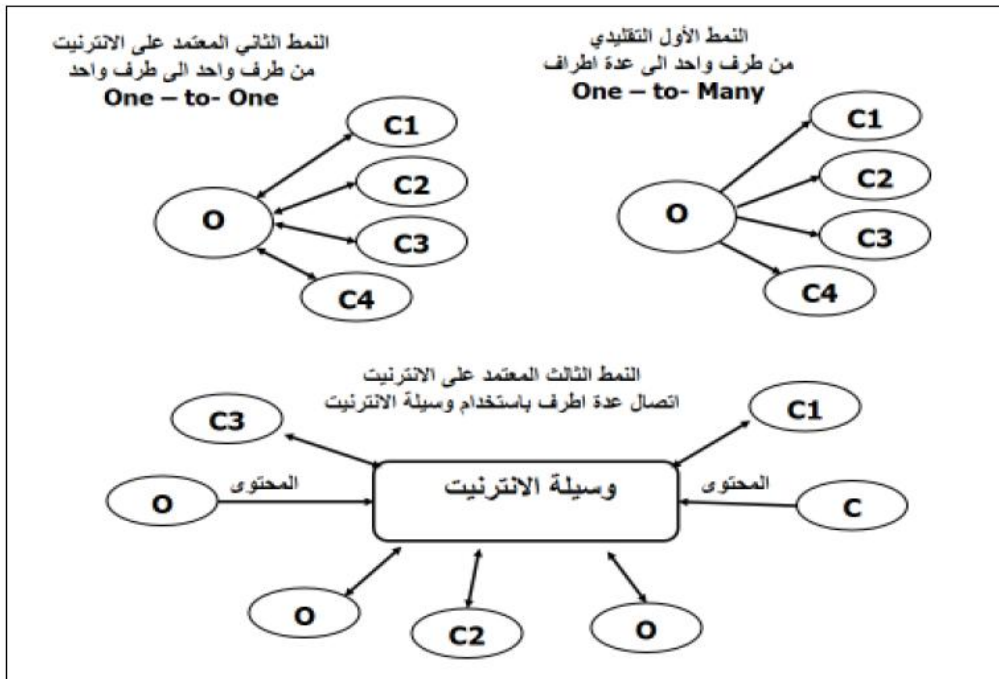 النمط الأول التقليدي
من طرف واحد الى عدة اطراف
One – to- Many
C1
C2
C3
C4
O
النمط الثاني المعتمد على الانترنيت
من طرف واحد الى طرف واحد
One – to- One
C1
C2
C3
C4
O
النمط الثالث المعتمد على الانترنيت
اتصال عدة اطرف باستخدام وسيلة الانترنيت
C1
C3
وسيلة الانترنيت
المحتوى
المحتوى
C
O
O
C2
O